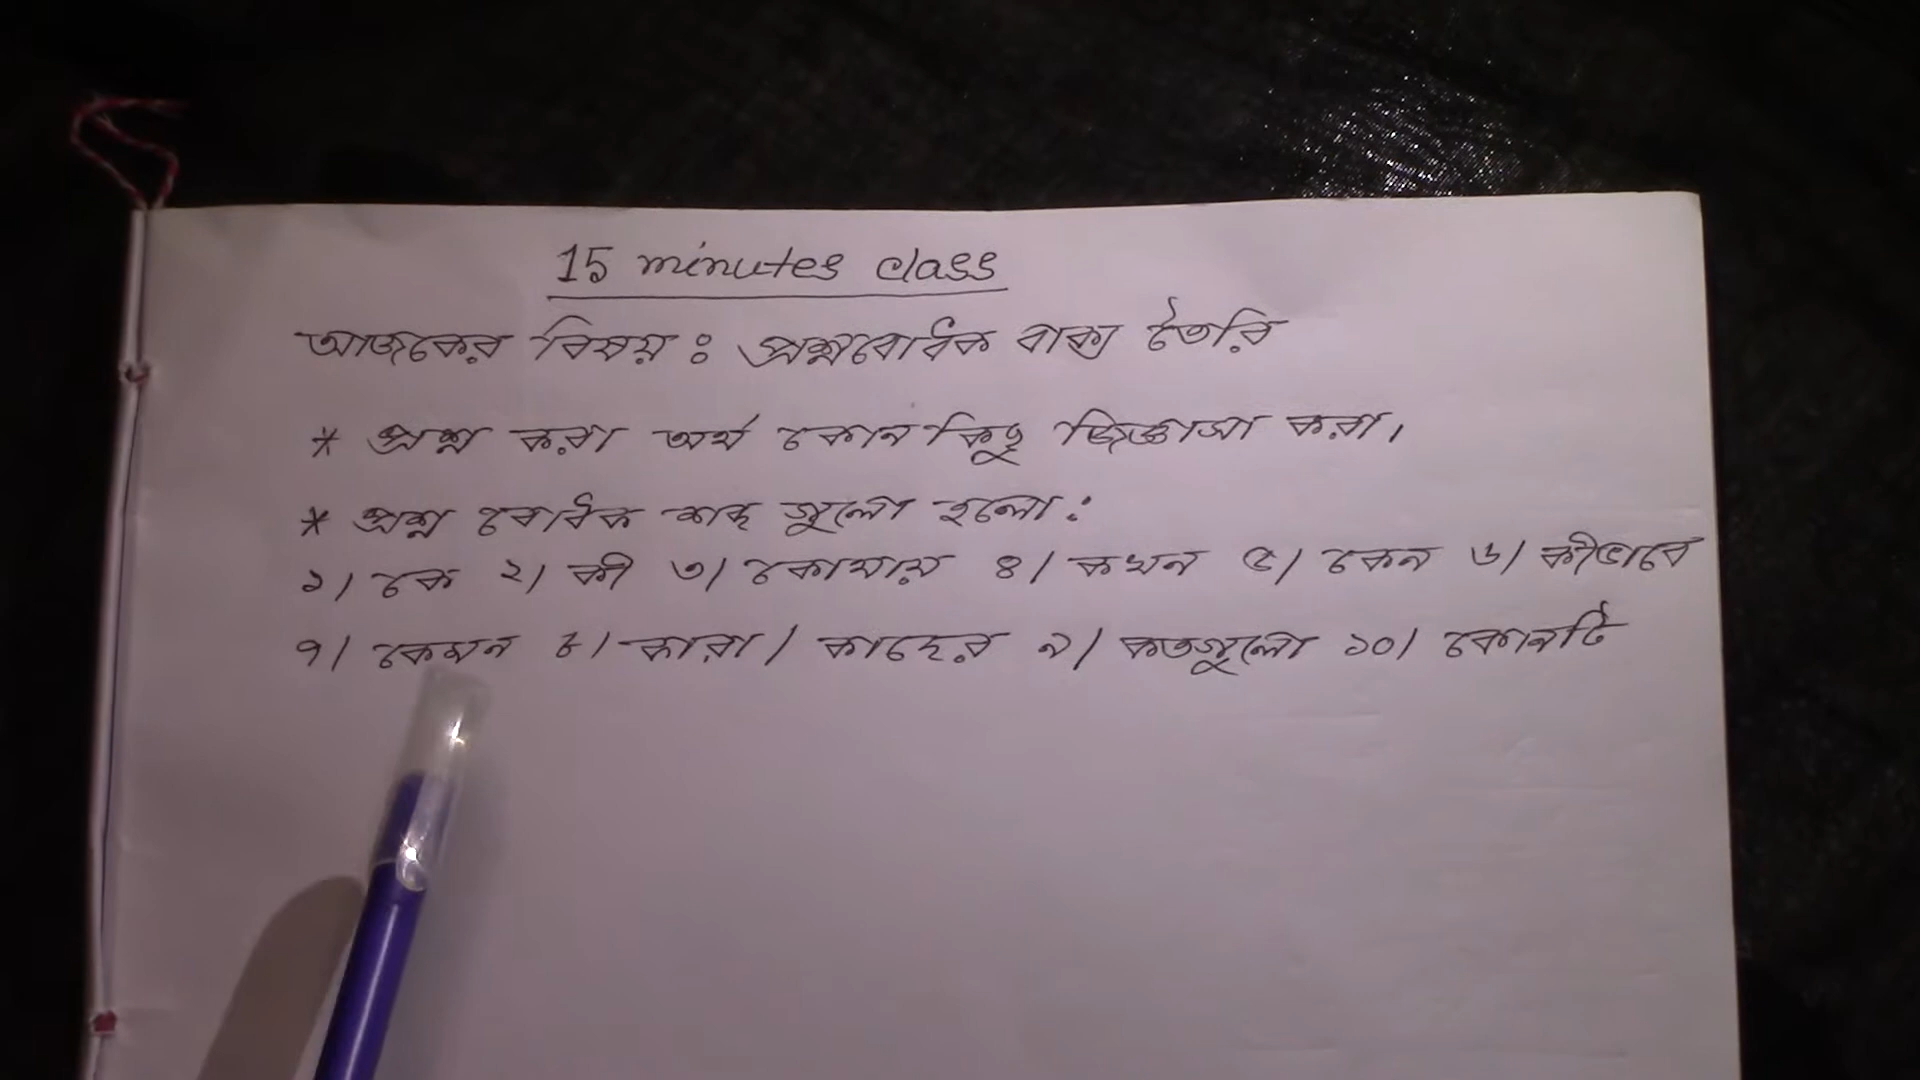 15 minutes class
আজকের বিষয় : প্রশ্নবোধক বাক্য তৈরি
* প্রশ্ন করা অর্থ কোন কিছু জিজ্ঞাসা করা।
* প্রশ্ন বোধক শব্দ গুলো হলো :
১/ কে ২/ কী ৩/ কোথায় ৪/ কখন ৫/ কেন ৬/ কীভাবে
৭/ কেমন ৮/ কারা / কাদের ৯/ কতগুলো ১০/ কোনটি